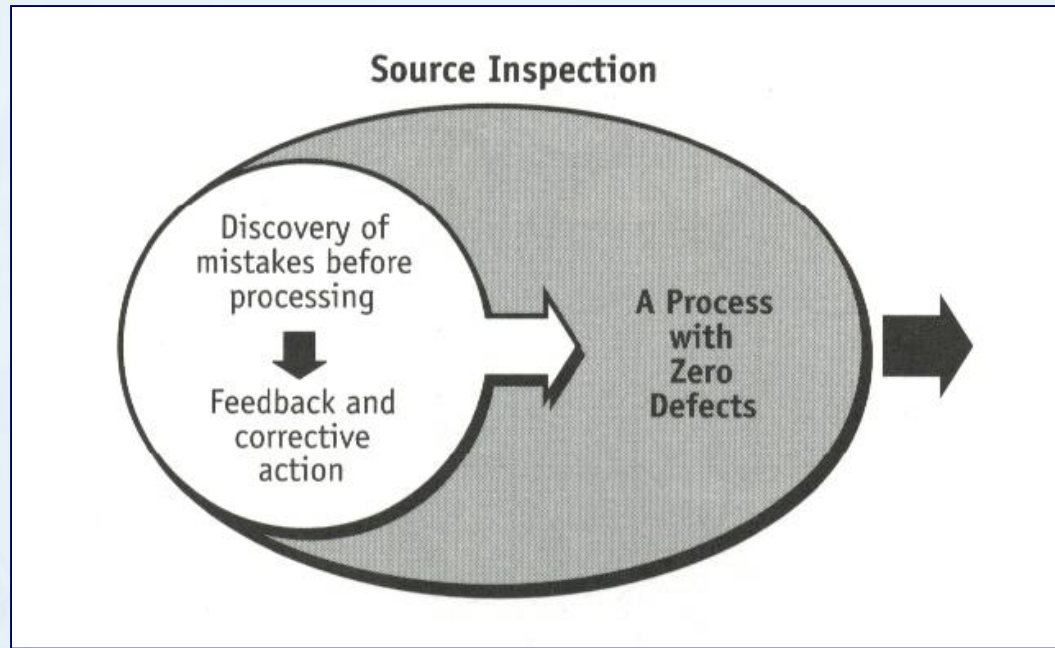 Source Inspection
Discovery of
mistakes before
processing
Feedback and
corrective
action
A Process
with
Zero
Defects